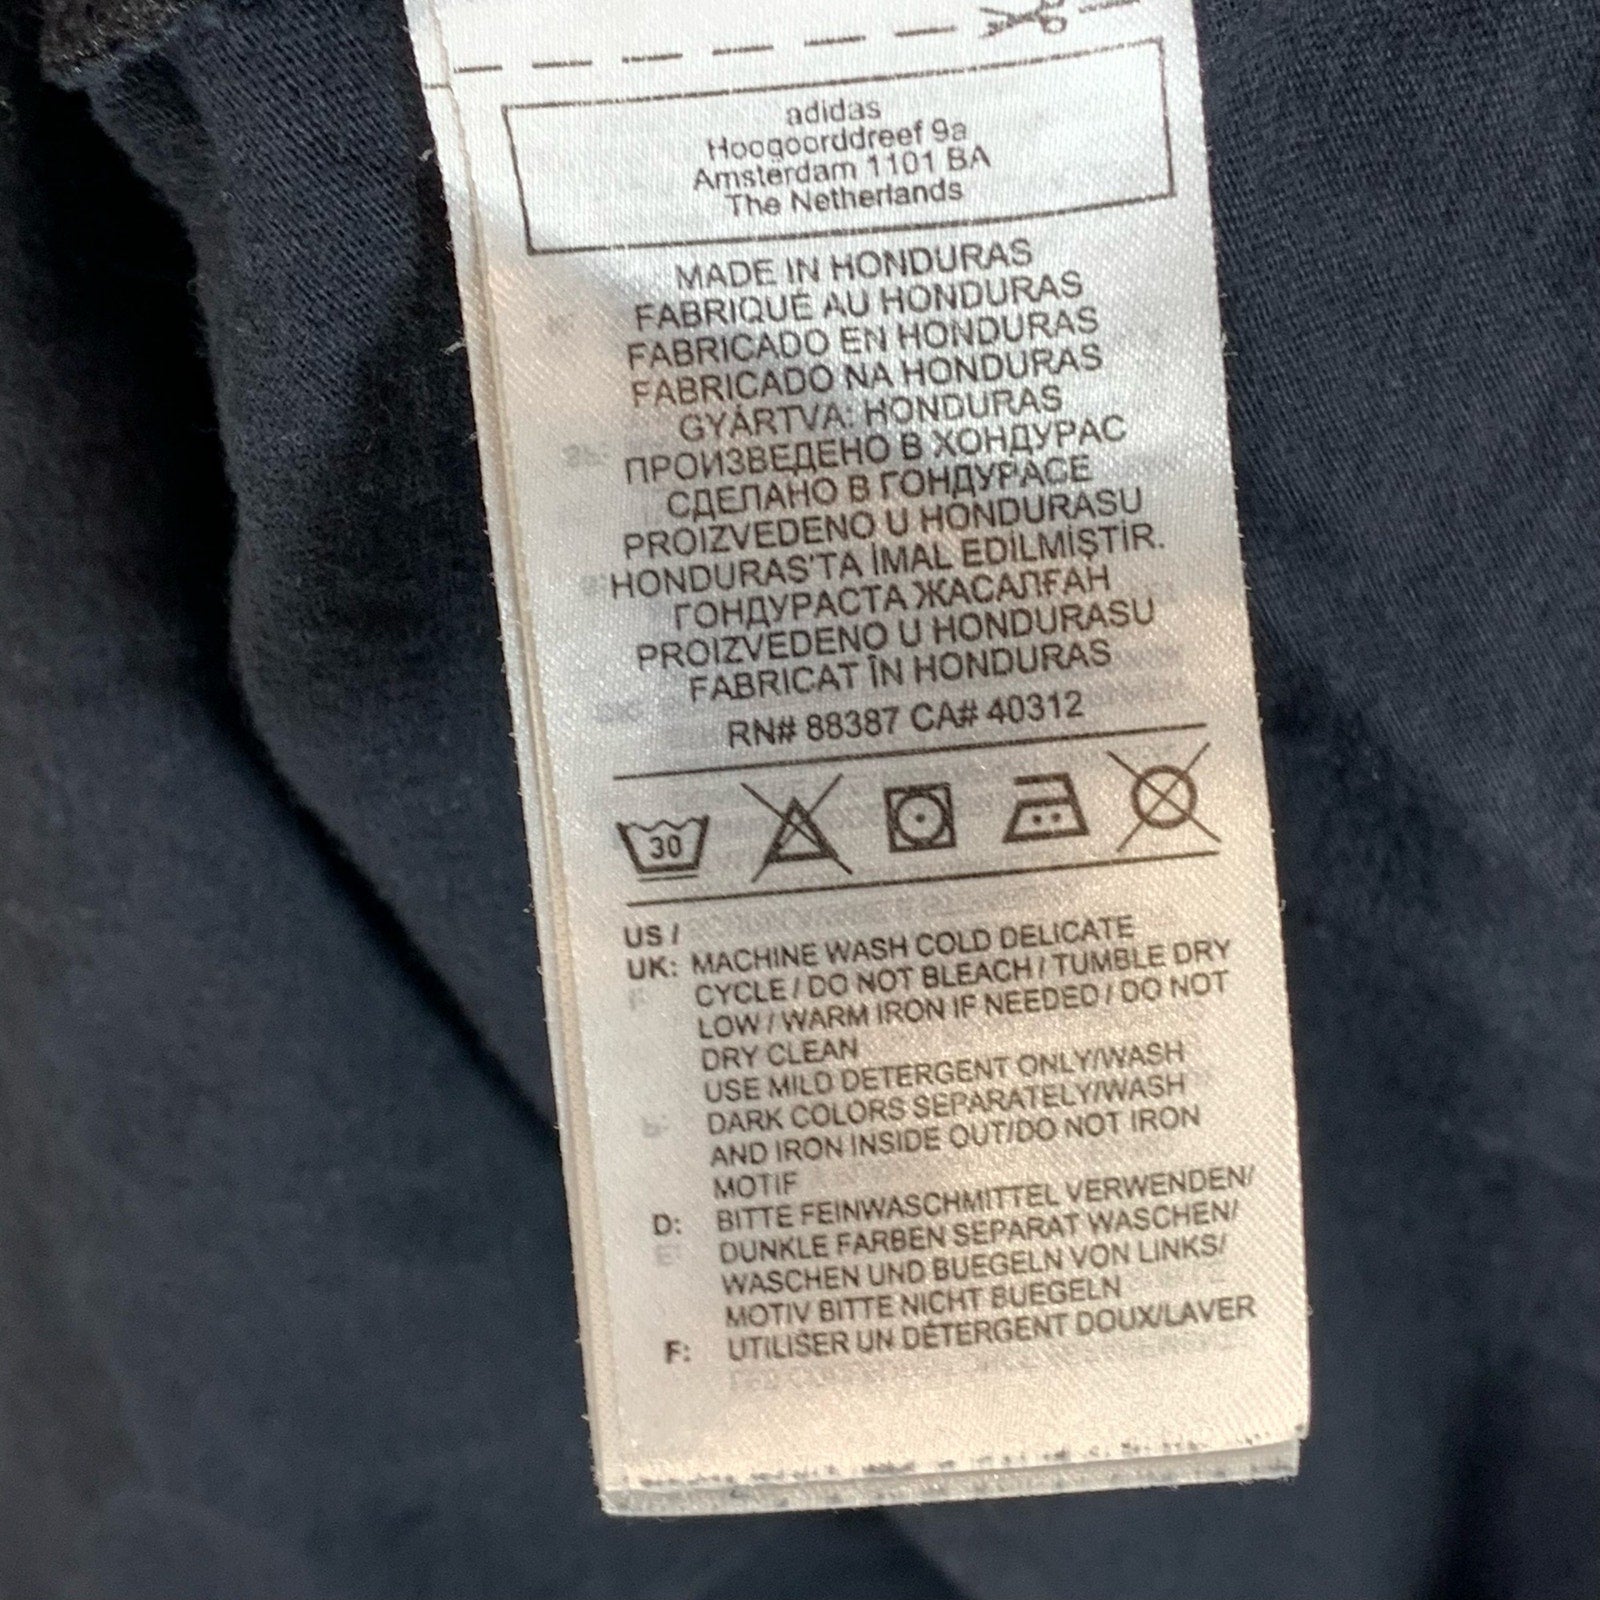 adidas
Hoogoorddreef 9a
Amsterdam 1101 BA
The Netherlands
MADE IN HONDURAS
FABRIQUÉ AU HONDURAS
FABRICADO EN HONDURAS
FABRICADO NA HONDURAS
GYÁRTVA: HONDURAS
ПРОИЗВЕДЕНО В ХОНДУРАС
СДЕЛАНО В ГОНДУРАСЕ
PROIZVEDENO U HONDURASU
HONDURAS'TA İMAL EDİLMİŞTİR.
ГОНДУРАСТА ЖАСАЛҒАН
PROIZVEDENO U HONDURASU
FABRICAT ÎN HONDURAS
RN# 88387 CA# 40312
30
US /
UK: MACHINE WASH COLD DELICATE
CYCLE / DO NOT BLEACH / TUMBLE DRY
LOW / WARM IRON IF NEEDED / DO NOT
DRY CLEAN
USE MILD DETERGENT ONLY/WASH
DARK COLORS SEPARATELY/WASH
AND IRON INSIDE OUT/DO NOT IRON
MOTIF
D: BITTE FEINWASCHMITTEL VERWENDEN/
DUNKLE FARBEN SEPARAT WASCHEN/
WASCHEN UND BUEGELN VON LINKS/
MOTIV BITTE NICHT BUEGELN
F: UTILISER UN DÉTERGENT DOUX/LAVER